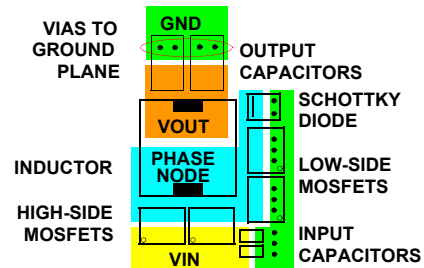 VIAS TO
GROUND
PLANE
GND
OUTPUT
CAPACITORS
SCHOTTKY
DIODE
VOUT
INDUCTOR
PHASE
NODE
LOW-SIDE
MOSFETS
HIGH-SIDE
MOSFETS
VIN
INPUT
CAPACITORS